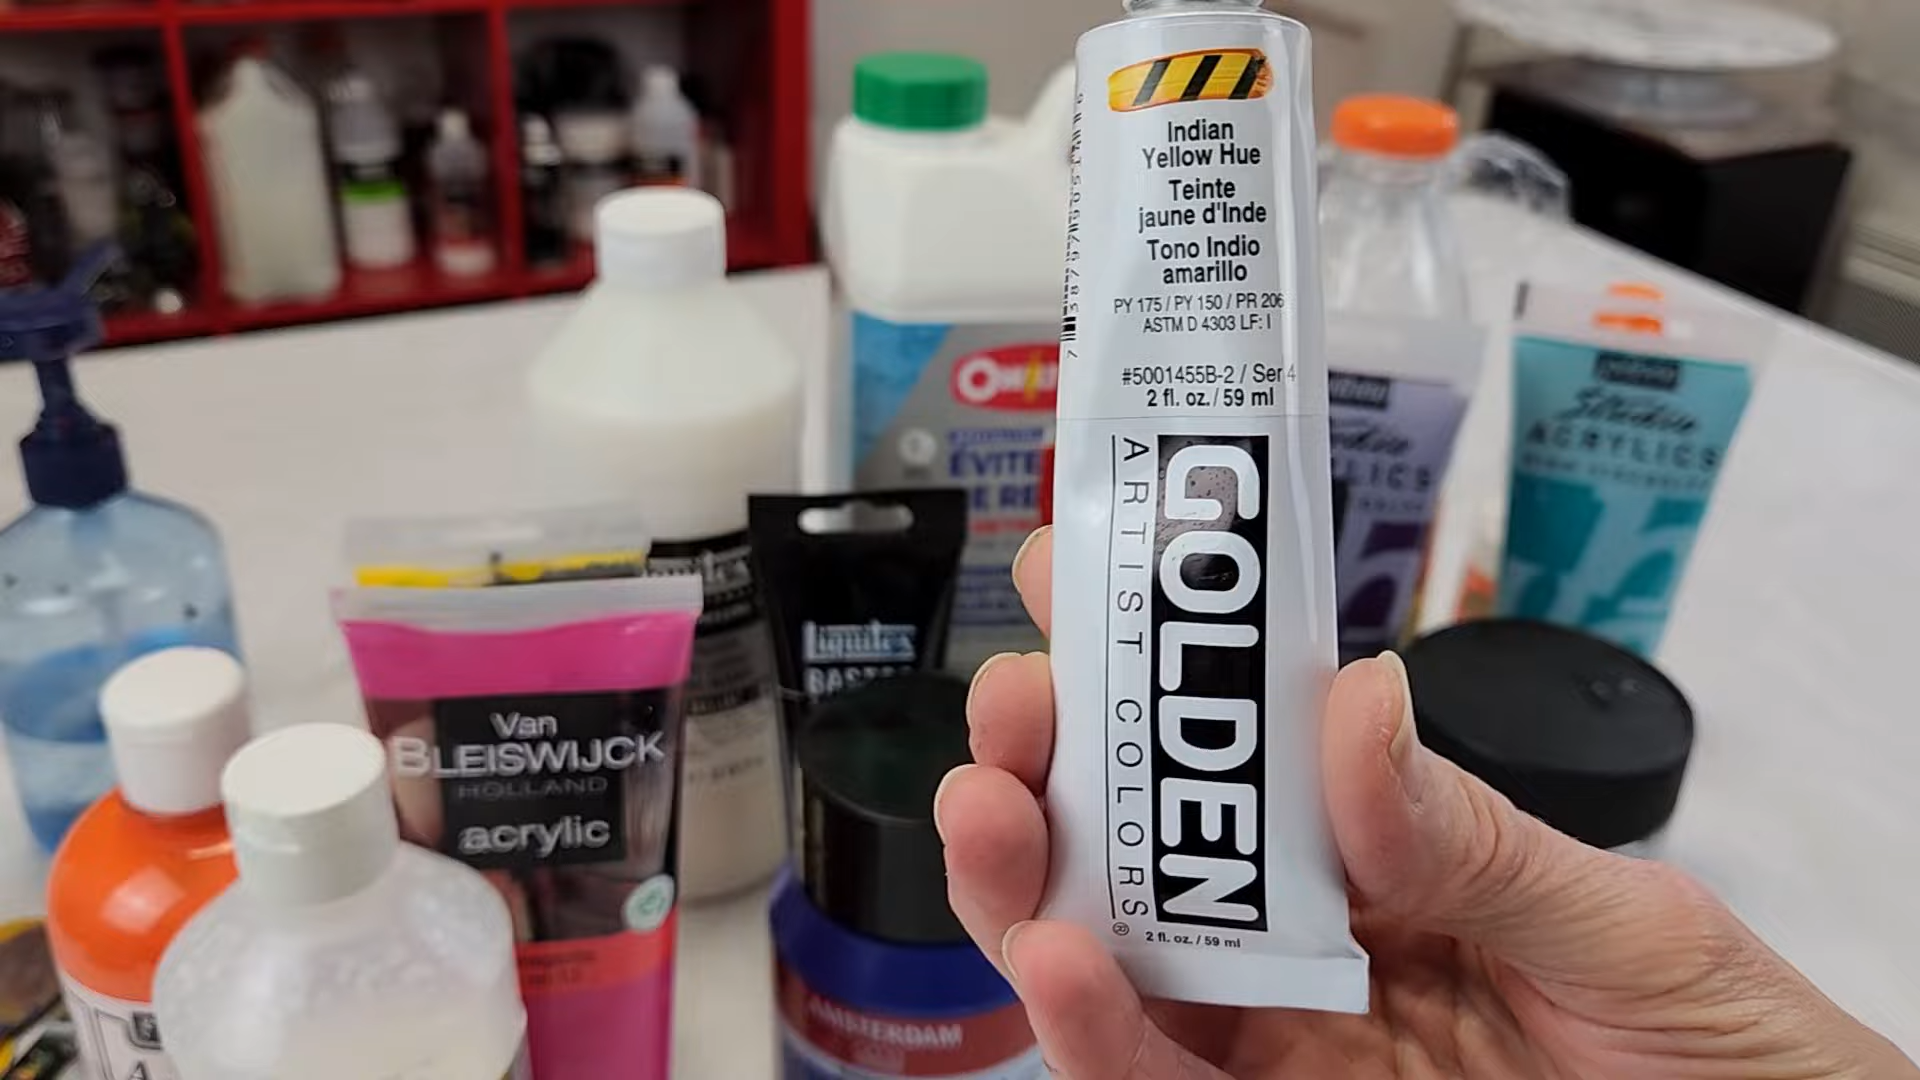 Indian
Yellow Hue
Teinte
jaune d'Inde
Tono Indio
amarillo
PY 175 / PY 150 / PR 206
ASTM D 4303 LF: I
#5001455B-2 / Ser 4
2 fl. oz. / 59 ml
GOLDEN
ARTIST COLORS®
2 fl. oz. / 59 ml
ÉVITE
Liquitex
BASICS
Van
BLEISWIJCK
HOLLAND
acrylic
AMSTERDAM
Studio
ACRYLICS